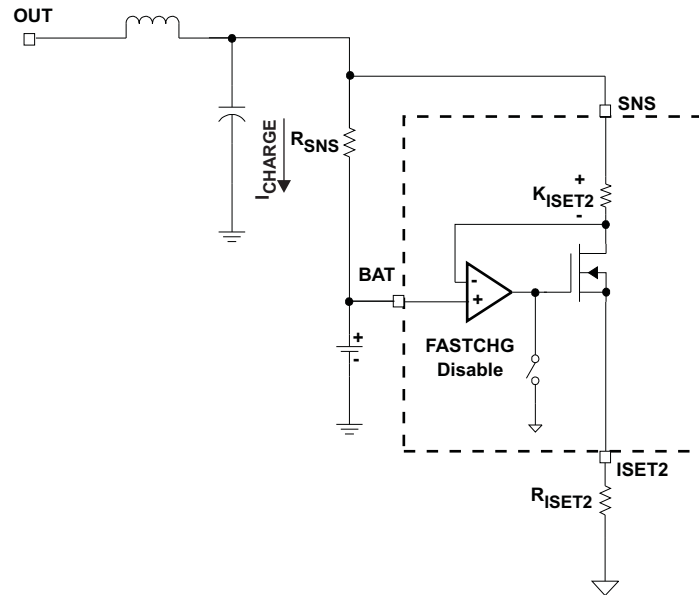 OUT
SNS
ICHARGE
RSNS
+
KISET2
-
BAT
-
+
+
-
FASTCHG
Disable
ISET2
RISET2